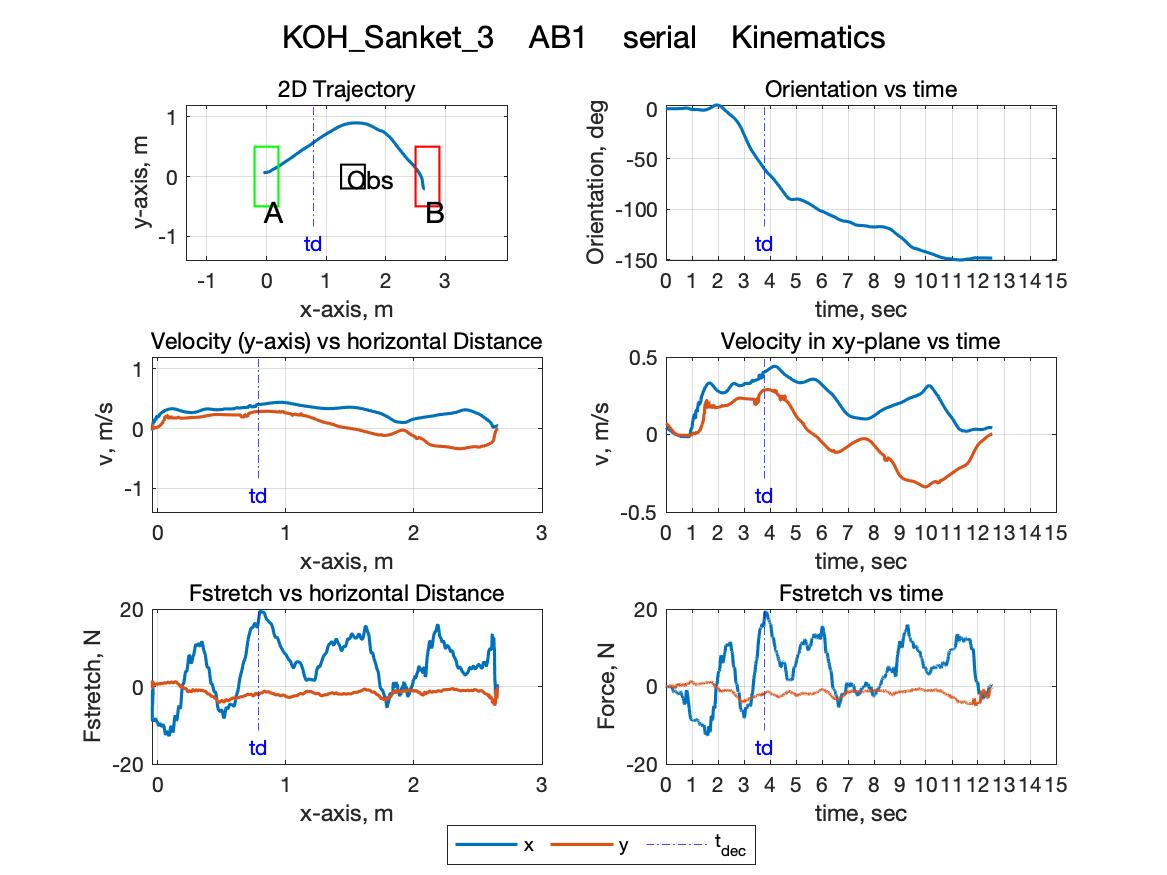 KOH_Sanket_3 AB1 serial Kinematics
2D Trajectory
y-axis, m
1
0
-1
Obs
A
B
td
-1 0 1 2 3
x-axis, m
Orientation vs time
Orientation, deg
0
-50
-100
-150
td
0 1 2 3 4 5 6 7 8 9 10 11 12 13 14 15
time, sec
Velocity (y-axis) vs horizontal Distance
v, m/s
1
0
-1
td
0 1 2 3
x-axis, m
Velocity in xy-plane vs time
v, m/s
0.5
0
-0.5
td
0 1 2 3 4 5 6 7 8 9 10 11 12 13 14 15
time, sec
Fstretch vs horizontal Distance
Fstretch, N
20
0
-20
td
0 1 2 3
x-axis, m
Fstretch vs time
Force, N
20
0
-20
td
0 1 2 3 4 5 6 7 8 9 10 11 12 13 14 15
time, sec
x y t_dec